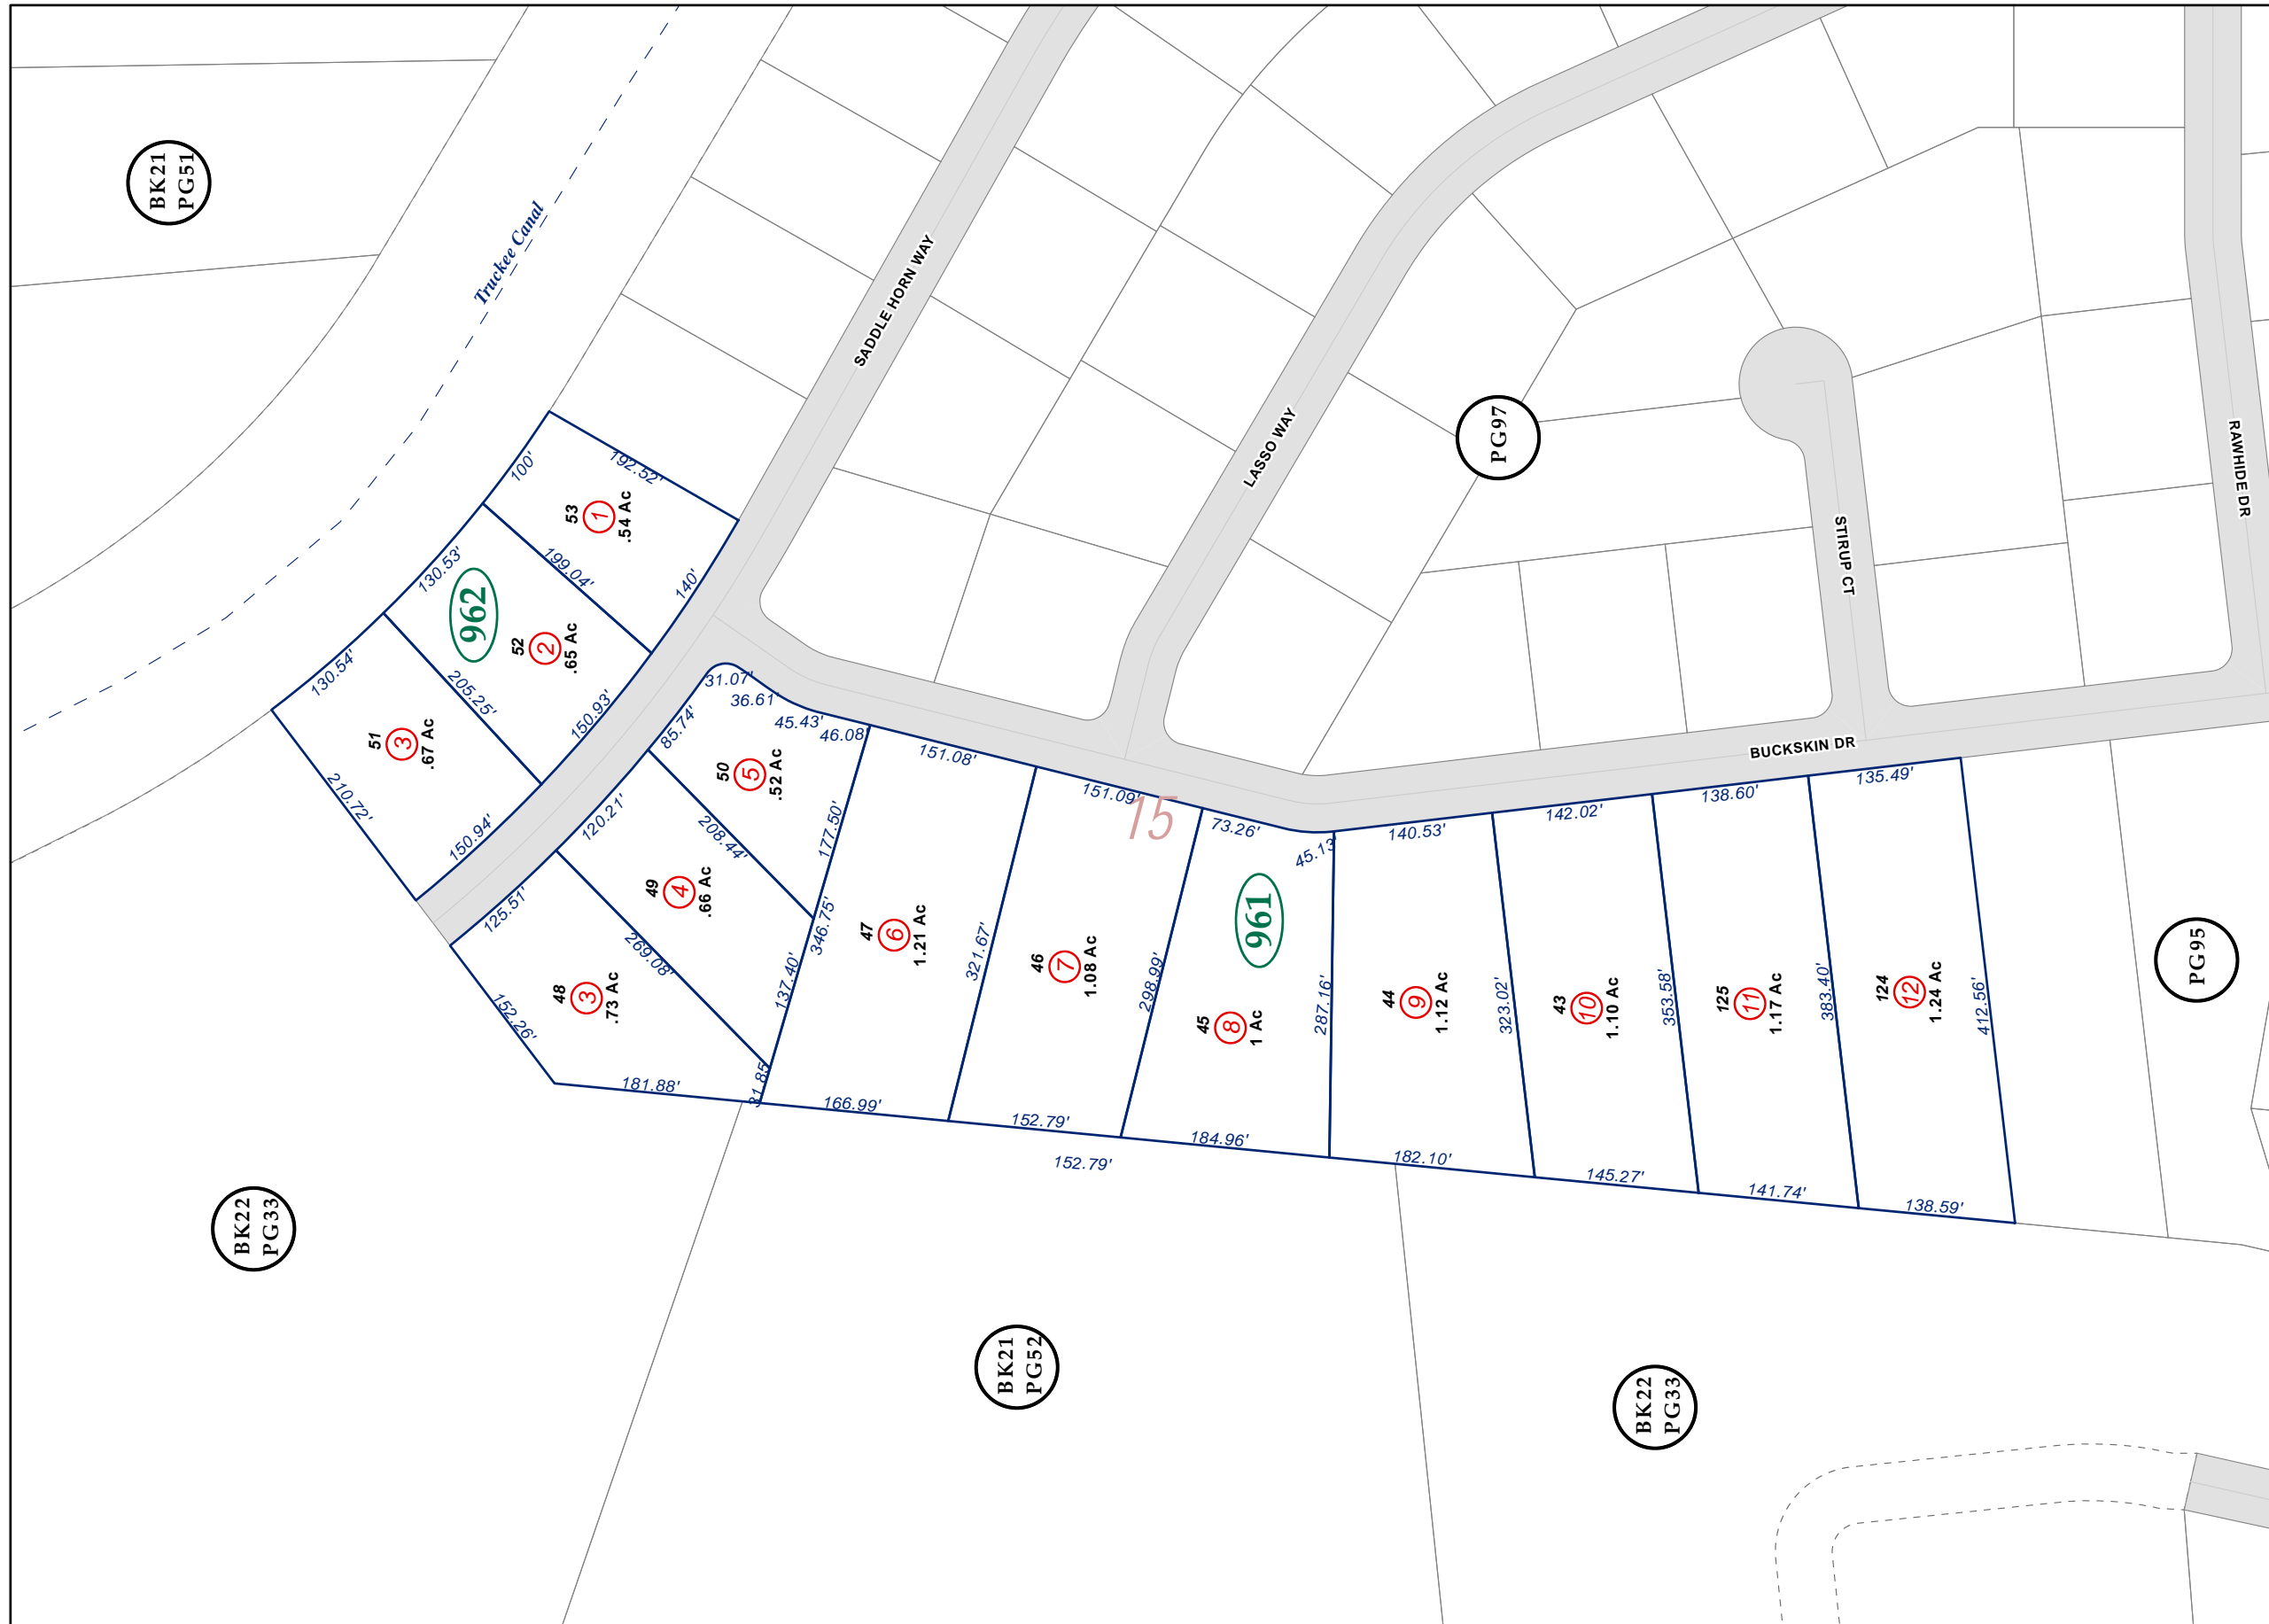 BK21
PG51
Truckee Canal
SADDLE HORN WAY
LASSO WAY
PG97
STIRUP CT
RAWHIDE DR
BUCKSKIN DR
100'
192.52'
53
1
.54 Ac
130.53'
199.04'
140'
962
52
2
.65 Ac
130.54'
205.25'
150.93'
51
3
.67 Ac
210.72'
150.94'
31.07'
36.61'
45.43'
46.08'
85.74'
50
5
.52 Ac
177.50'
120.21'
208.44'
49
4
.66 Ac
125.51'
269.08'
137.40'
346.75'
48
3
.73 Ac
152.26'
181.88'
31.85'
151.08'
47
6
1.21 Ac
321.67'
166.99'
151.09'
15
46
7
1.08 Ac
298.99'
152.79'
152.79'
73.26'
45.13'
961
45
8
1 Ac
287.16'
184.96'
140.53'
44
9
1.12 Ac
323.02'
182.10'
142.02'
43
10
1.10 Ac
353.58'
145.27'
138.60'
125
11
1.17 Ac
383.40'
141.74'
135.49'
124
12
1.24 Ac
412.56'
138.59'
PG95
BK22
PG33
BK21
PG52
BK22
PG33